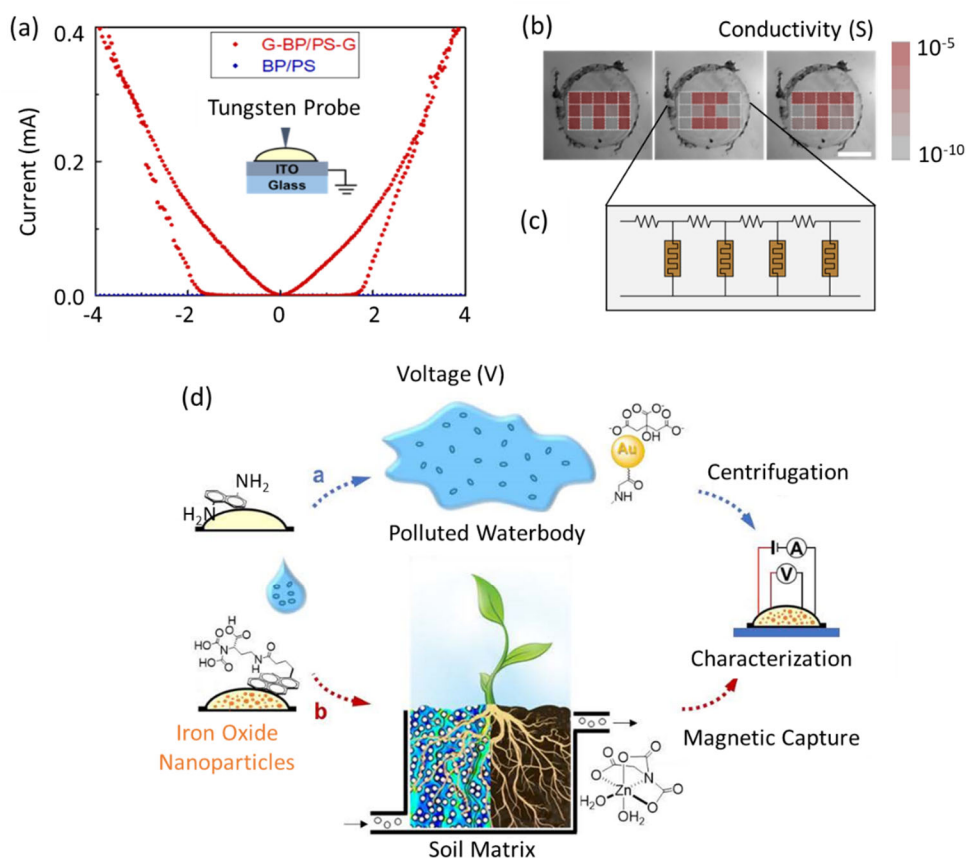 (a)
0.4
0.2
0.0
Current (mA)
G-BP/PS-G
BP/PS
Tungsten Probe
ITO
Glass
-4
-2
0
2
4
Voltage (V)
(b)
Conductivity (S)
10⁻⁵
10⁻¹⁰
(c)
(d)
NH₂
H₂N
a
Polluted Waterbody
O⁻
O
O
⁻O
O
O⁻
OH
Au
O
NH
Centrifugation
A
V
Characterization
H
O
O
HO
O
N
HO
O
O
N
H
b
Iron Oxide
Nanoparticles
Soil Matrix
O
O
O
O
N
O
Zn
O
O
H₂O
OH₂
Magnetic Capture